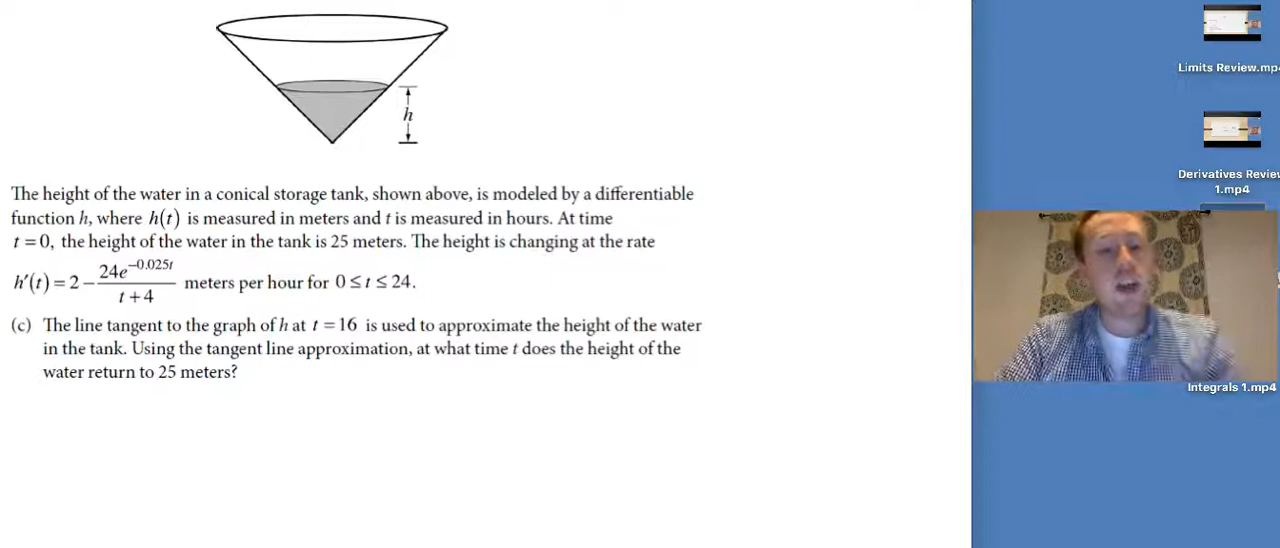 h
The height of the water in a conical storage tank, shown above, is modeled by a differentiable
function h, where h(t) is measured in meters and t is measured in hours. At time
t = 0, the height of the water in the tank is 25 meters. The height is changing at the rate
h′(t) = 2 − 24e^−0.025t / t + 4 meters per hour for 0 ≤ t ≤ 24.
(c) The line tangent to the graph of h at t = 16 is used to approximate the height of the water
in the tank. Using the tangent line approximation, at what time t does the height of the
water return to 25 meters?
Limits Review.mp4
Derivatives Review
1.mp4
Integrals 1.mp4